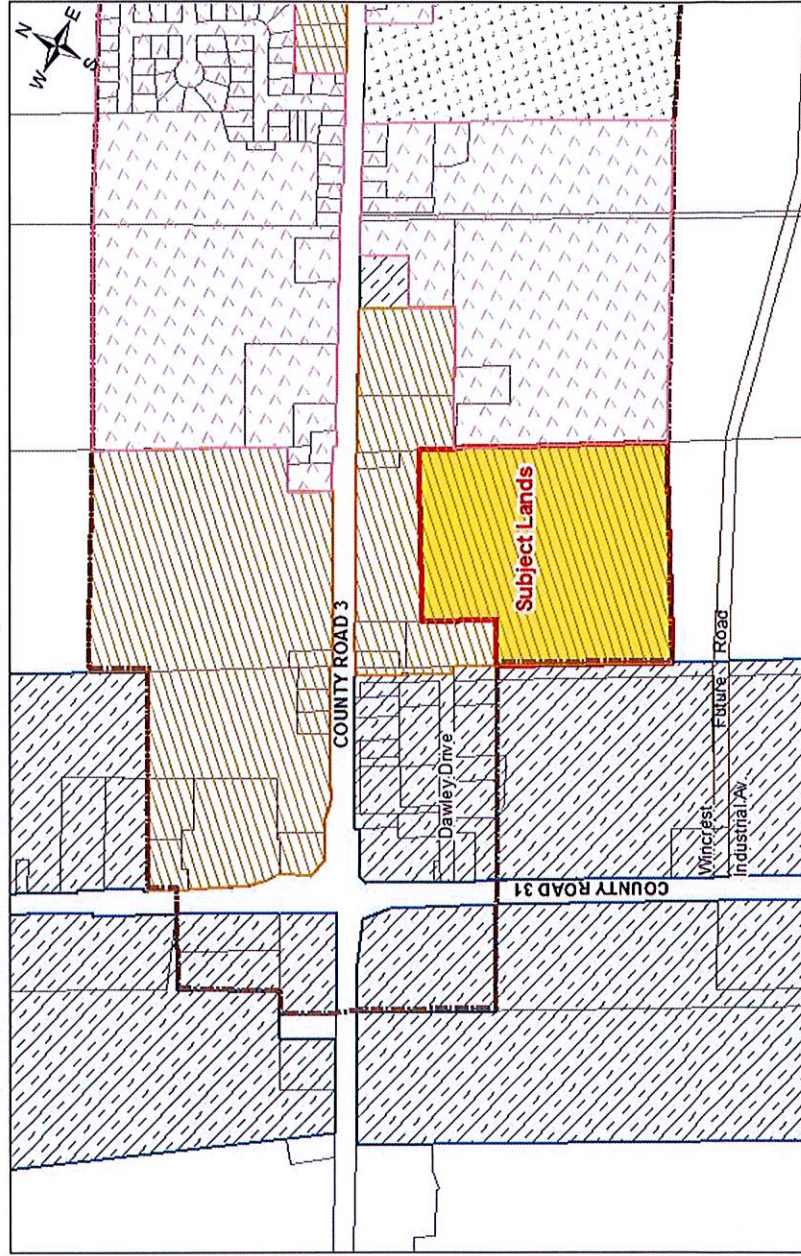 N
E
W
S
COUNTY ROAD 3
Subject Lands
Dawley Drive
Future Road
Wincrest
Industrial Av
COUNTY ROAD 31